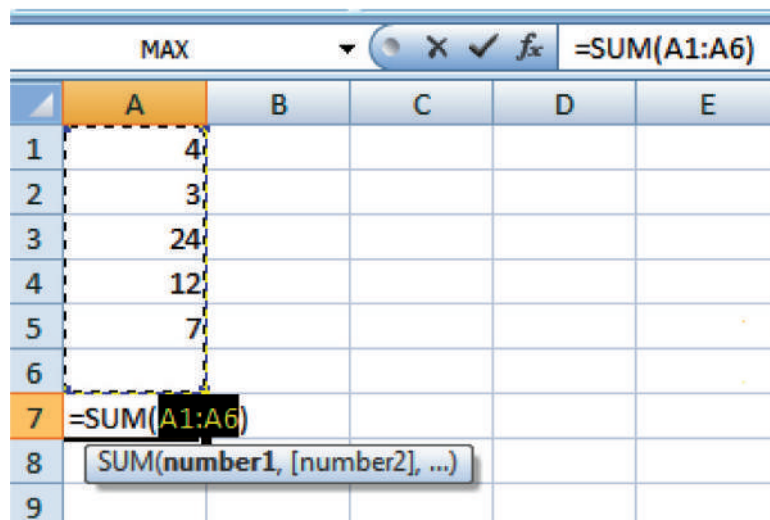 MAX fx =SUM(A1:A6)
A B C D E
1 4
2 3
3 24
4 12
5 7
6
7 =SUM(A1:A6)
8 SUM(number1, [number2], ...)
9